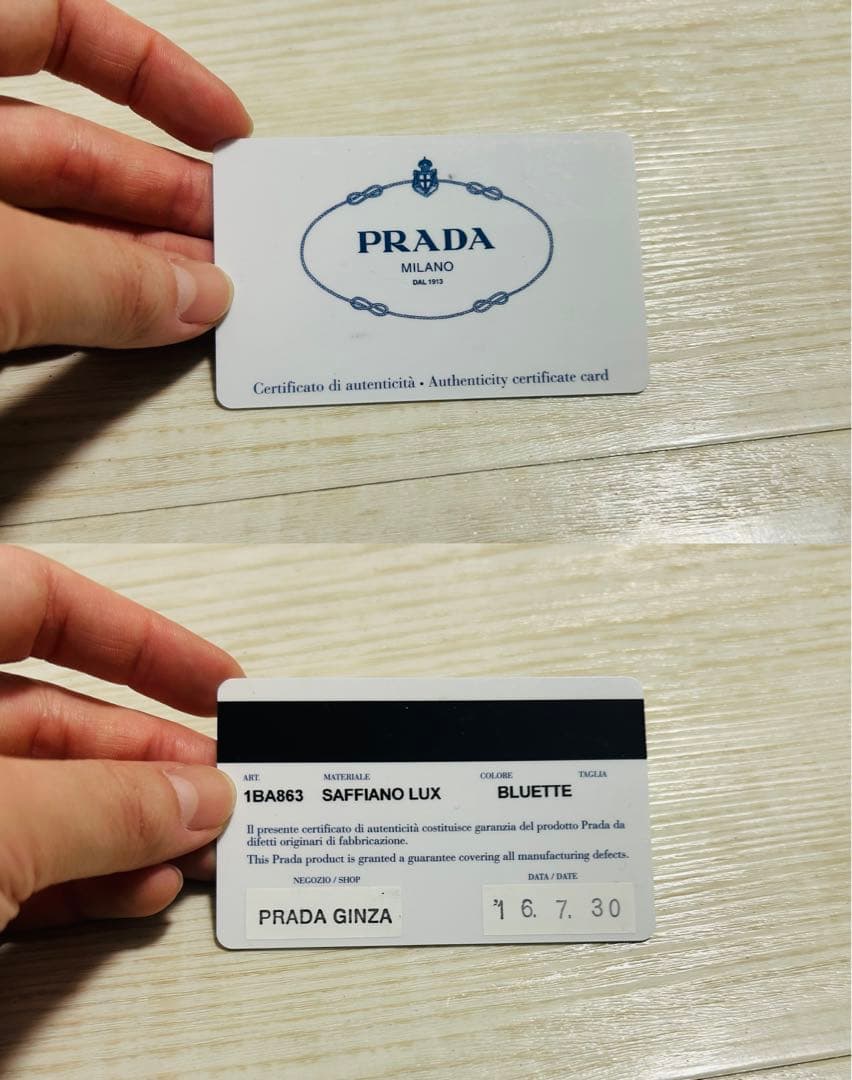 PRADA
MILANO
DAL 1913
Certificato di autenticità • Authenticity certificate card
ART. MATERIALE COLORE TAGLIA
1BA863 SAFFIANO LUX BLUETTE
Il presente certificato di autenticità costituisce garanzia del prodotto Prada da
difetti originari di fabbricazione.
This Prada product is granted a guarantee covering all manufacturing defects.
NEGOZIO / SHOP DATA / DATE
PRADA GINZA '16. 7. 30